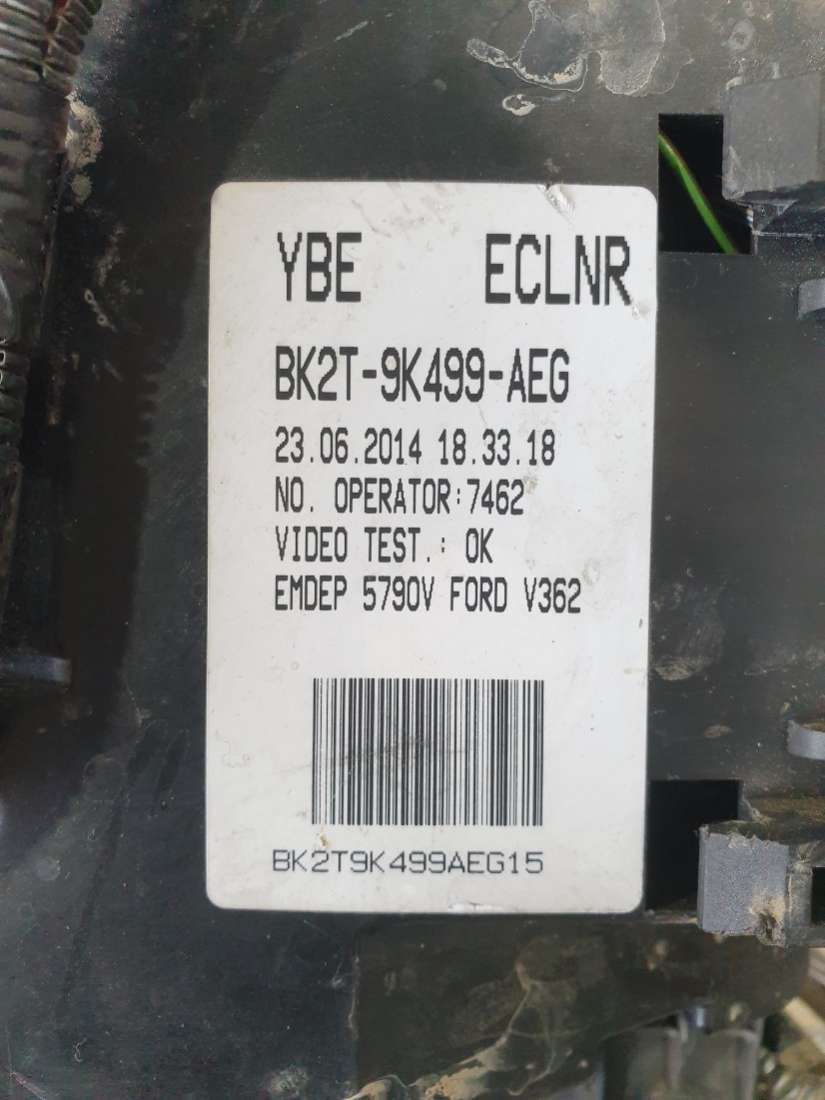 YBE ECLNR
BK2T-9K499-AEG
23.06.2014 18.33.18
NO. OPERATOR:7462
VIDEO TEST.: OK
EMDEP 5790V FORD V362
BK2T9K499AEG15